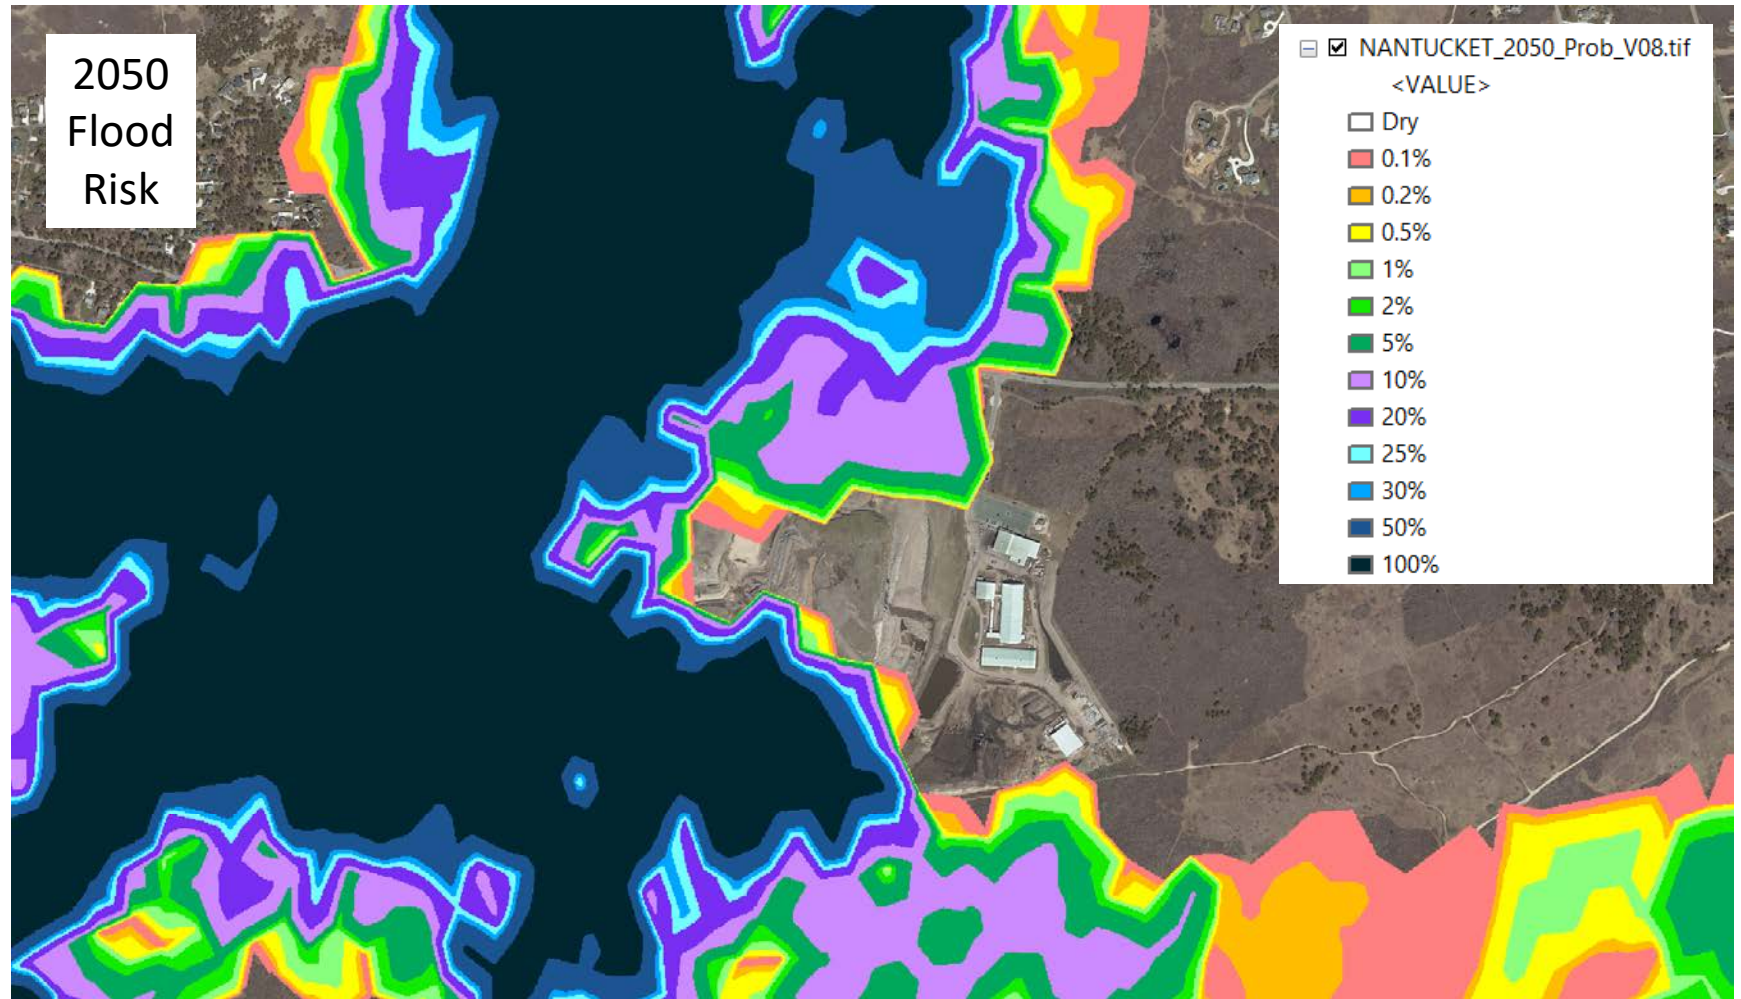 2050
Flood
Risk
NANTUCKET_2050_Prob_V08.tif
<VALUE>
Dry
0.1%
0.2%
0.5%
1%
2%
5%
10%
20%
25%
30%
50%
100%